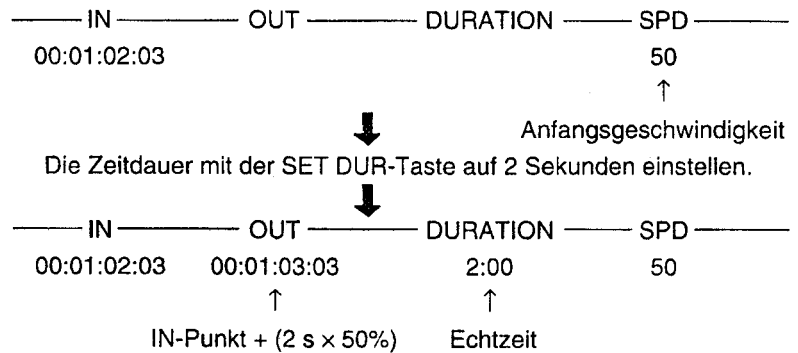 IN OUT DURATION SPD
00:01:02:03 50
↑
Anfangsgeschwindigkeit
Die Zeitdauer mit der SET DUR-Taste auf 2 Sekunden einstellen.
IN OUT DURATION SPD
00:01:02:03 00:01:03:03 2:00 50
↑ ↑
IN-Punkt + (2 s × 50%) Echtzeit